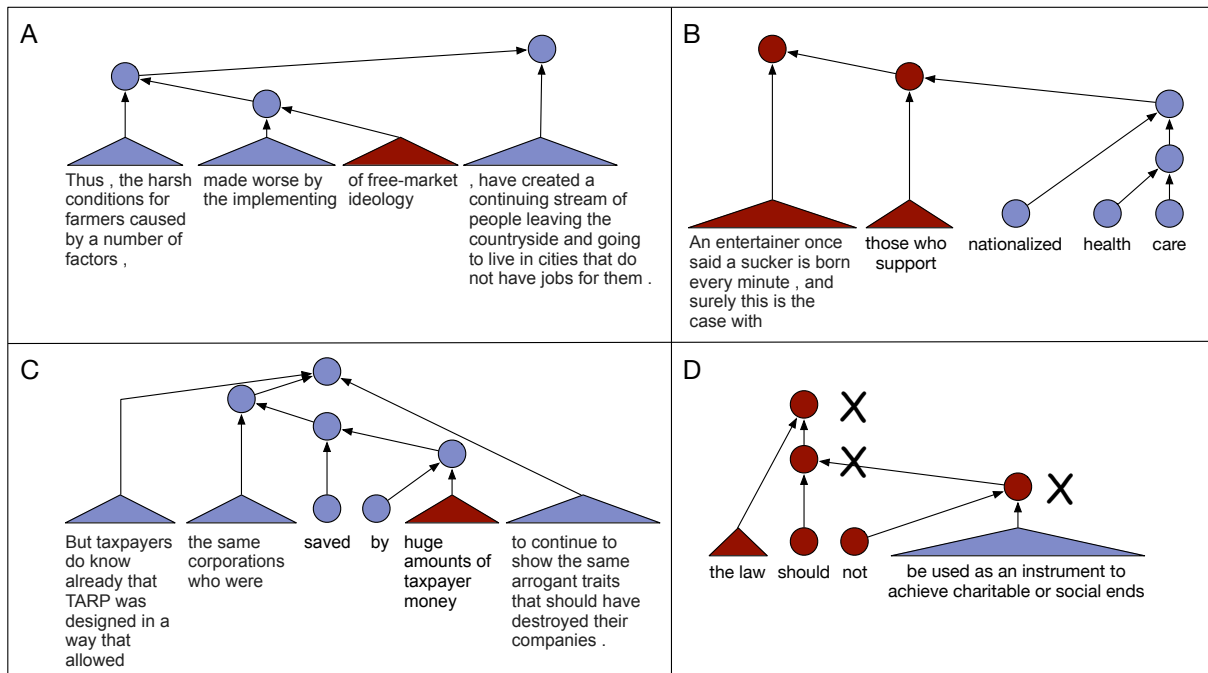 A
Thus , the harsh
conditions for
farmers caused
by a number of
factors ,
made worse by
the implementing
of free-market
ideology
, have created a
continuing stream of
people leaving the
countryside and going
to live in cities that do
not have jobs for them .
B
An entertainer once
said a sucker is born
every minute , and
surely this is the
case with
those who
support
nationalized
health
care
C
But taxpayers
do know
already that
TARP was
designed in a
way that
allowed
the same
corporations
who were
saved
by
huge
amounts of
taxpayer
money
to continue to
show the same
arrogant traits
that should have
destroyed their
companies .
D
X
X
X
the law
should
not
be used as an instrument to
achieve charitable or social ends